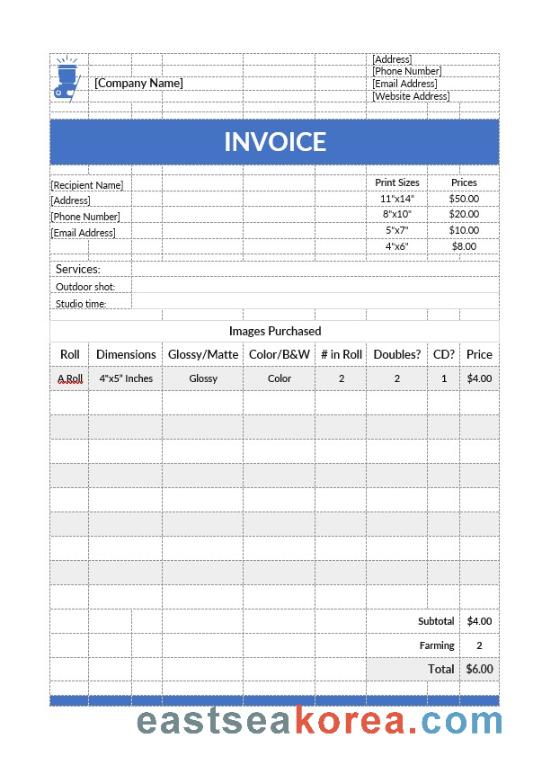 [Address]
[Phone Number]
[Company Name] [Email Address]
[Website Address]
INVOICE
[Recipient Name] Print Sizes Prices
[Address] 11"x14" $50.00
[Phone Number] 8"x10" $20.00
[Email Address] 5"x7" $10.00
4"x6" $8.00
Services:
Outdoor shot:
Studio time:
Images Purchased
Roll Dimensions Glossy/Matte Color/B&W # in Roll Doubles? CD? Price
A Roll 4"x5" Inches Glossy Color 2 2 1 $4.00
Subtotal $4.00
Farming 2
Total $6.00
eastseakorea.com